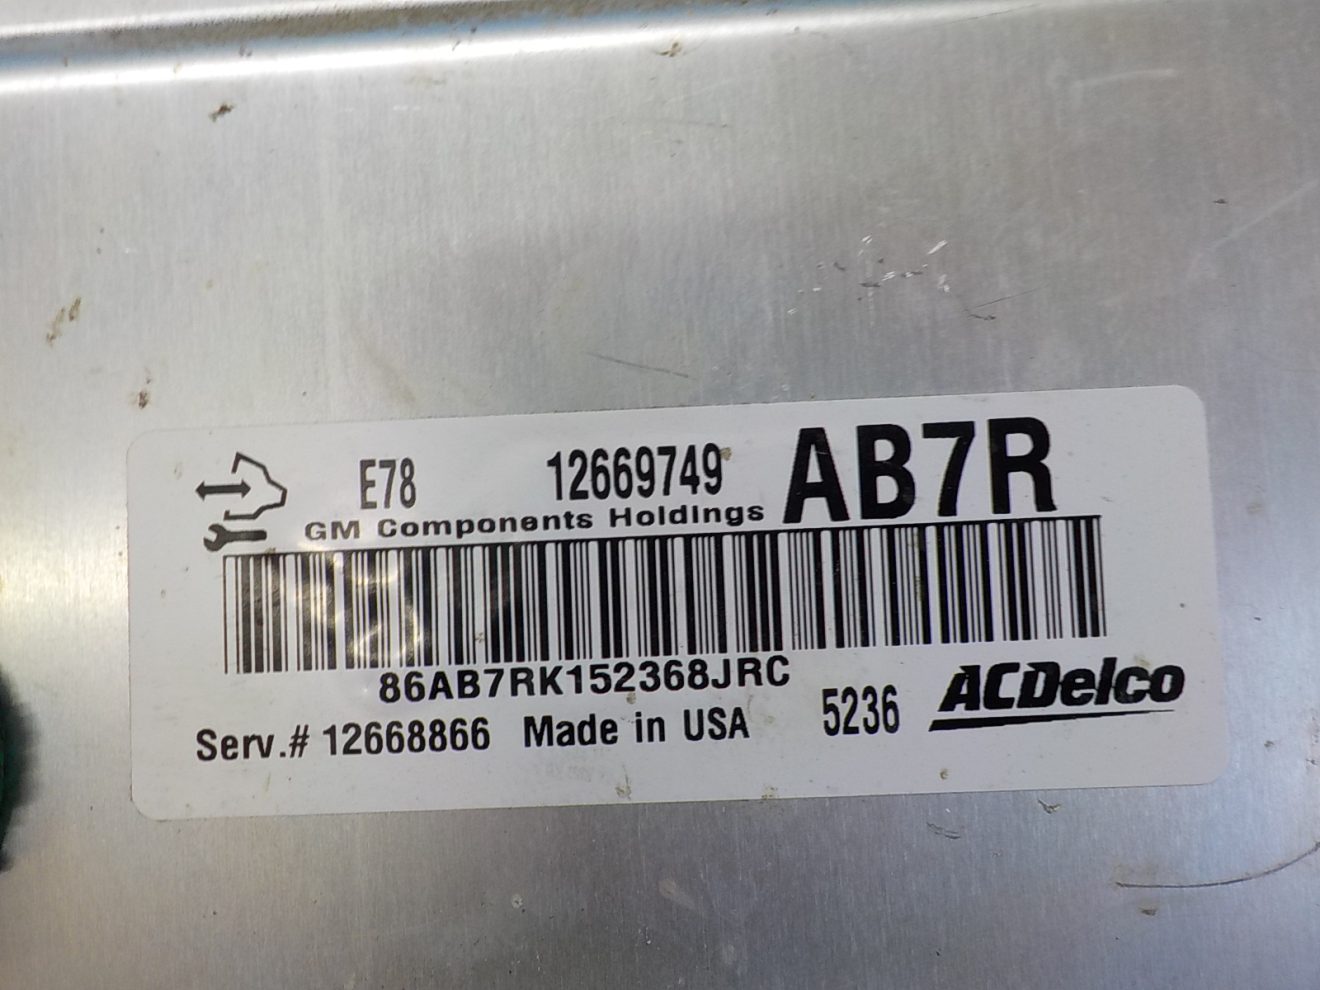 E78 12669749 AB7R
GM Components Holdings
86AB7RK152368JRC
Serv.# 12668866 Made in USA 5236 ACDelco